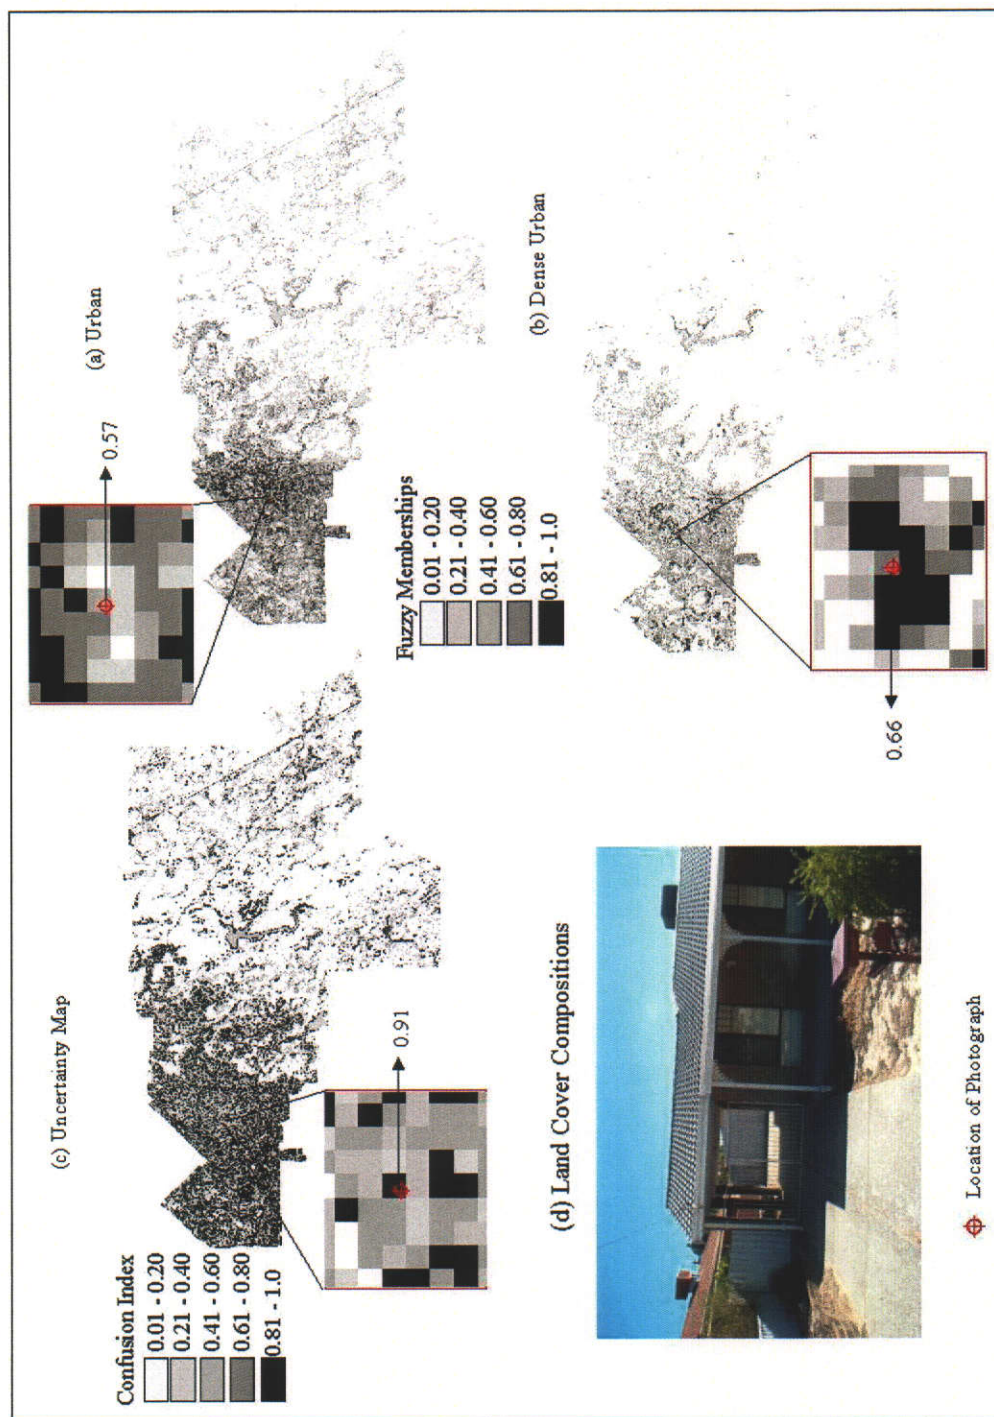 (c) Uncertainty Map
Confusion Index
0.01 - 0.20
0.21 - 0.40
0.41 - 0.60
0.61 - 0.80
0.81 - 1.0
0.91
(a) Urban
0.57
Fuzzy Memberships
0.01 - 0.20
0.21 - 0.40
0.41 - 0.60
0.61 - 0.80
0.81 - 1.0
(d) Land Cover Compositions
Location of Photograph
(b) Dense Urban
0.66